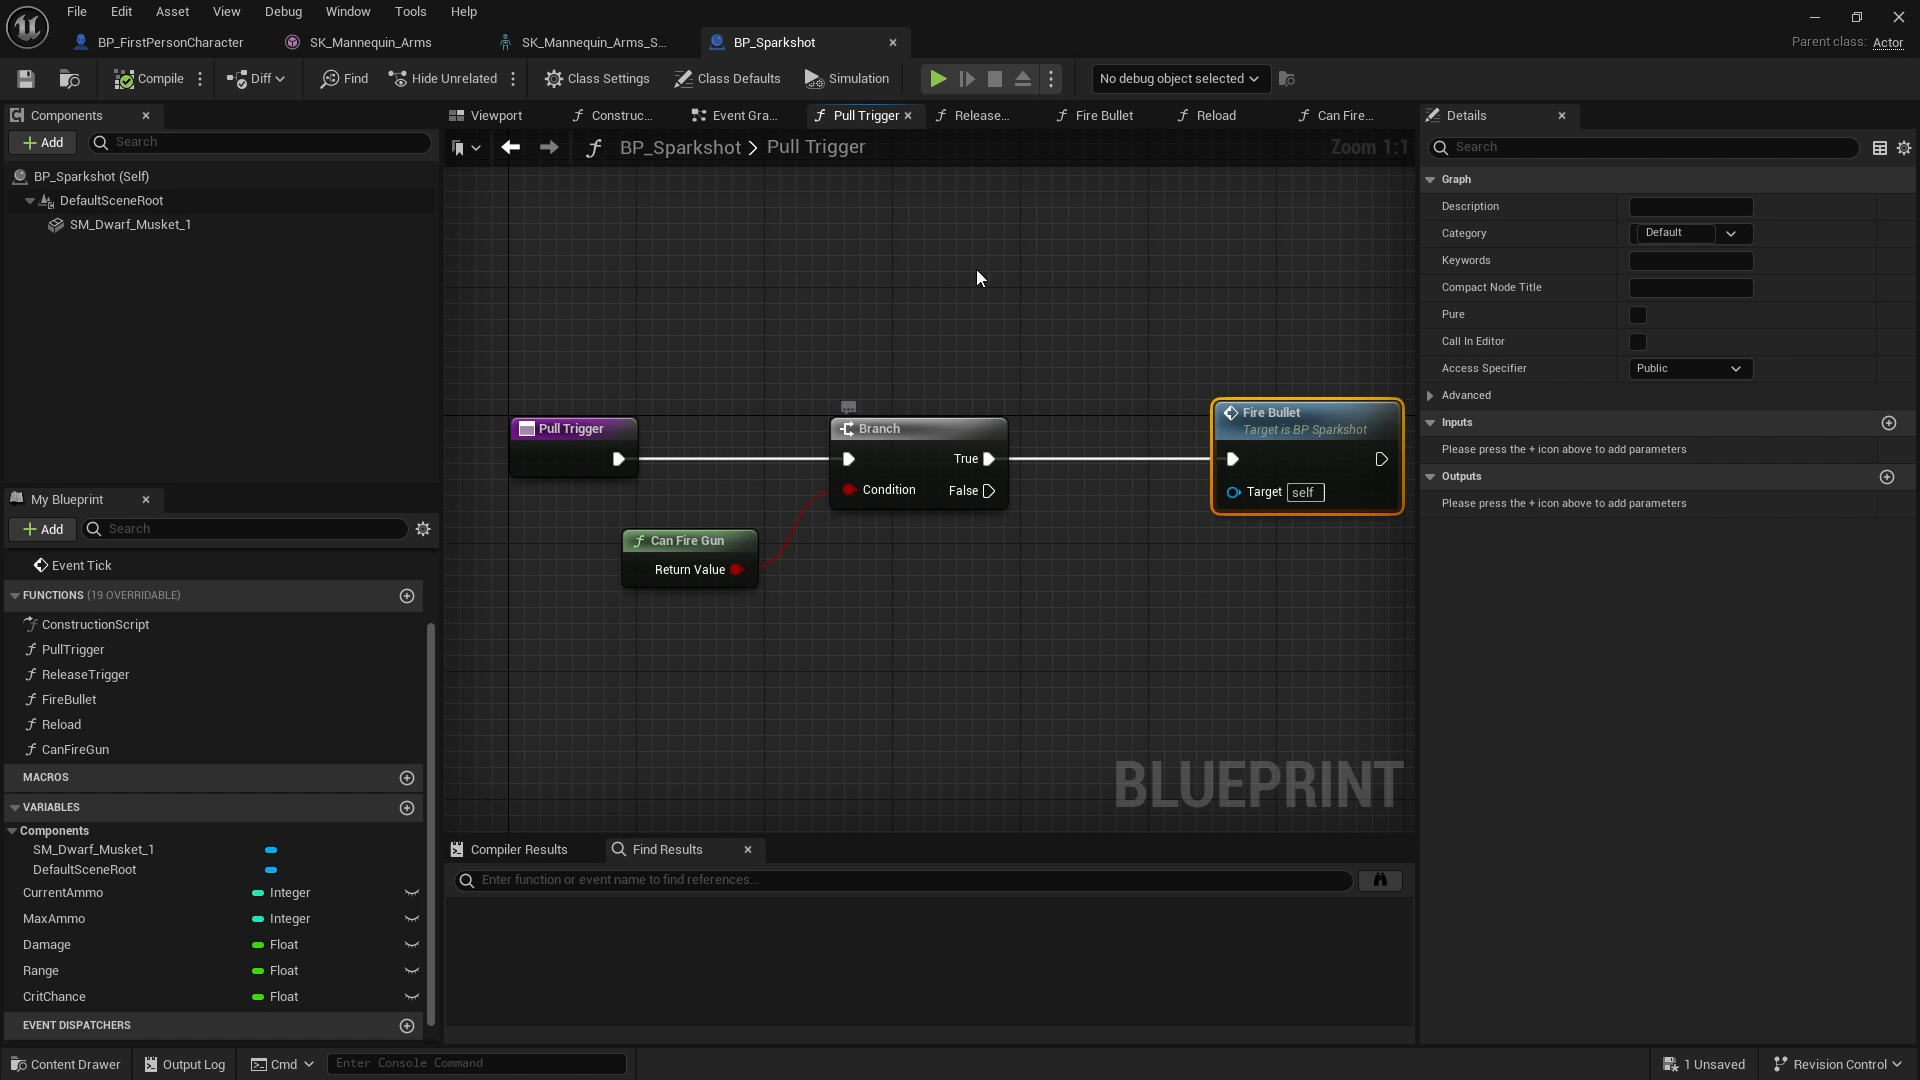 File Edit Asset View Debug Window Tools Help
BP_FirstPersonCharacter SK_Mannequin_Arms SK_Mannequin_Arms_S... BP_Sparkshot
Parent class: Actor
Compile Diff Find Hide Unrelated Class Settings Class Defaults Simulation No debug object selected
Components
Add Search
BP_Sparkshot (Self)
DefaultSceneRoot
SM_Dwarf_Musket_1
My Blueprint
Add Search
Event Tick
FUNCTIONS (19 OVERRIDABLE)
ConstructionScript
PullTrigger
ReleaseTrigger
FireBullet
Reload
CanFireGun
MACROS
VARIABLES
Components
SM_Dwarf_Musket_1
DefaultSceneRoot
CurrentAmmo Integer
MaxAmmo Integer
Damage Float
Range Float
CritChance Float
EVENT DISPATCHERS
Viewport Construc... Event Gra... Pull Trigger Release... Fire Bullet Reload Can Fire...
BP_Sparkshot > Pull Trigger Zoom 1:1
Pull Trigger
Branch
True
Condition False
Can Fire Gun
Return Value
Fire Bullet
Target is BP Sparkshot
Target self
BLUEPRINT
Compiler Results Find Results
Enter function or event name to find references...
Details
Search
Graph
Description
Category Default
Keywords
Compact Node Title
Pure
Call In Editor
Access Specifier Public
Advanced
Inputs
Please press the + icon above to add parameters
Outputs
Please press the + icon above to add parameters
Content Drawer Output Log Cmd Enter Console Command 1 Unsaved Revision Control